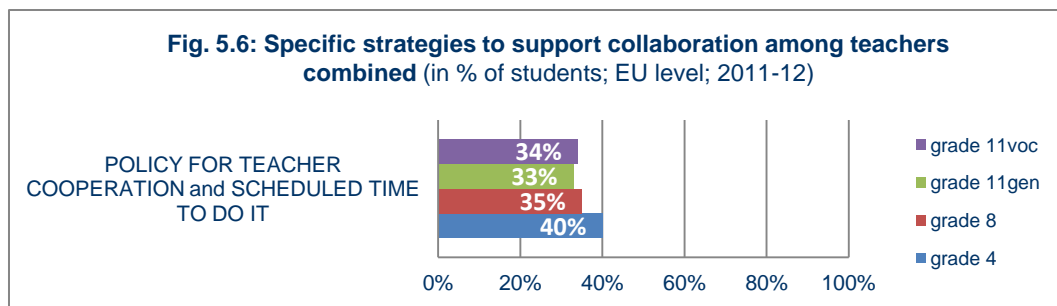 Fig. 5.6: Specific strategies to support collaboration among teachers
combined (in % of students; EU level; 2011-12)
POLICY FOR TEACHER
COOPERATION and SCHEDULED TIME
TO DO IT
34%
33%
35%
40%
0% 20% 40% 60% 80% 100%
grade 11voc
grade 11gen
grade 8
grade 4